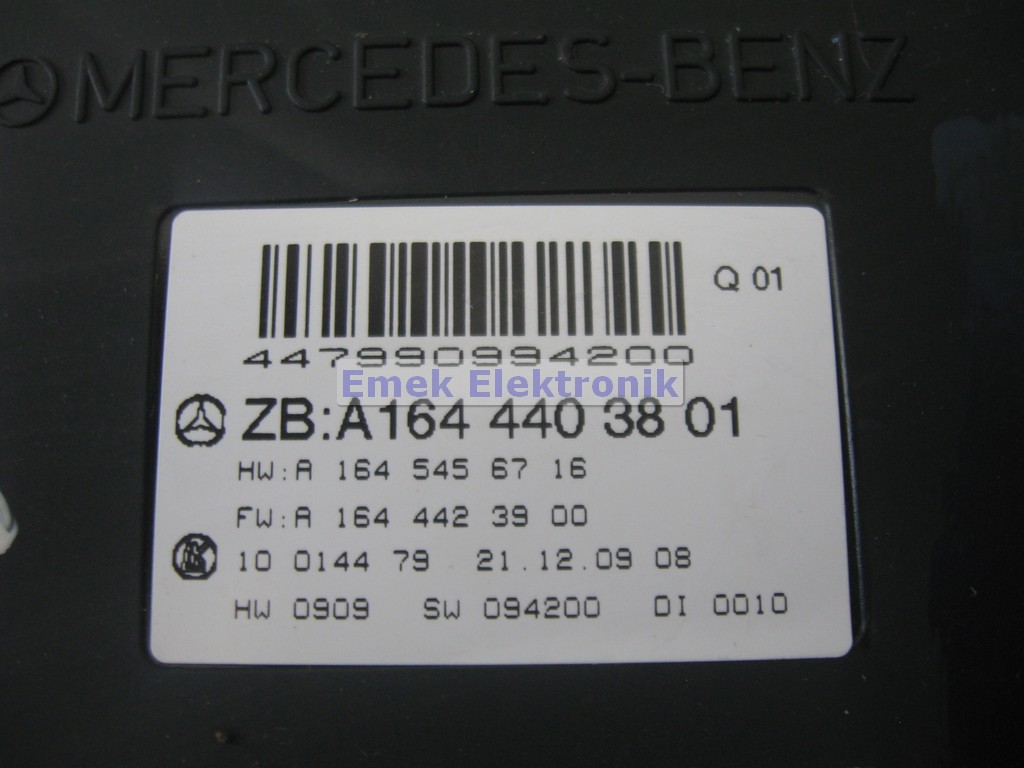 MERCEDES-BENZ
Q 01
447990994200
Emek Elektronik
ZB:A164 440 38 01
HW:A 164 545 67 16
FW:A 164 442 39 00
10 0144 79 21.12.09 08
HW 0909 SW 094200 DI 0010